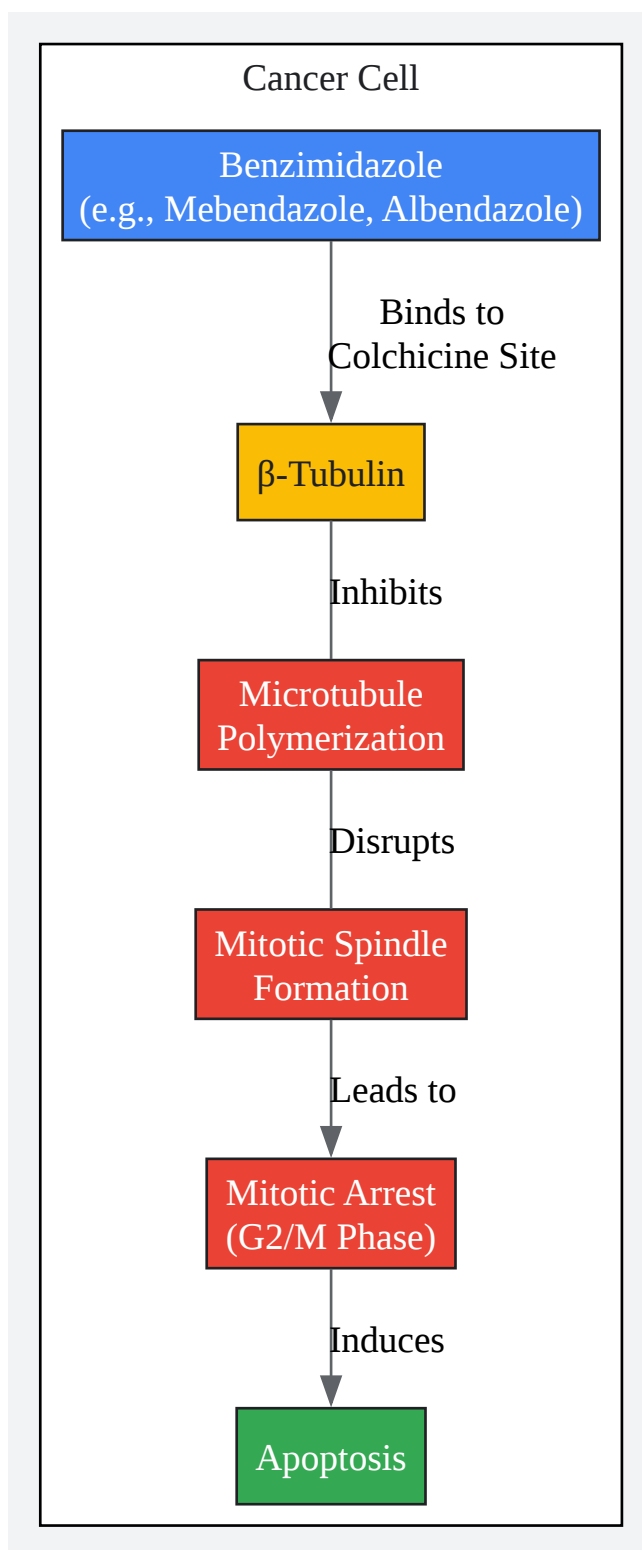 Cancer Cell
Benzimidazole
(e.g., Mebendazole, Albendazole)
Binds to
Colchicine Site
β-Tubulin
Inhibits
Microtubule
Polymerization
Disrupts
Mitotic Spindle
Formation
Leads to
Mitotic Arrest
(G2/M Phase)
Induces
Apoptosis